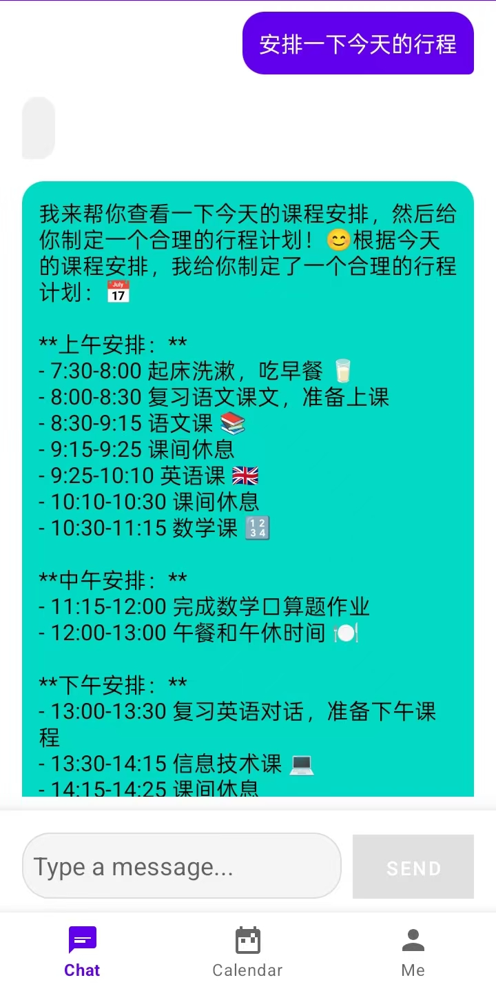 安排一下今天的行程
我来帮你查看一下今天的课程安排，然后给
你制定一个合理的行程计划！😊根据今天
的课程安排，我给你制定了一个合理的行程
计划：📅
**上午安排：**
- 7:30-8:00 起床洗漱，吃早餐 🥛
- 8:00-8:30 复习语文课文，准备上课
- 8:30-9:15 语文课 📚
- 9:15-9:25 课间休息
- 9:25-10:10 英语课 🇬🇧
- 10:10-10:30 课间休息
- 10:30-11:15 数学课 🔢
**中午安排：**
- 11:15-12:00 完成数学口算题作业
- 12:00-13:00 午餐和午休时间 🍽️
**下午安排：**
- 13:00-13:30 复习英语对话，准备下午课
程
- 13:30-14:15 信息技术课 💻
- 14:15-14:25 课间休息
Type a message...
SEND
Chat
Calendar
Me